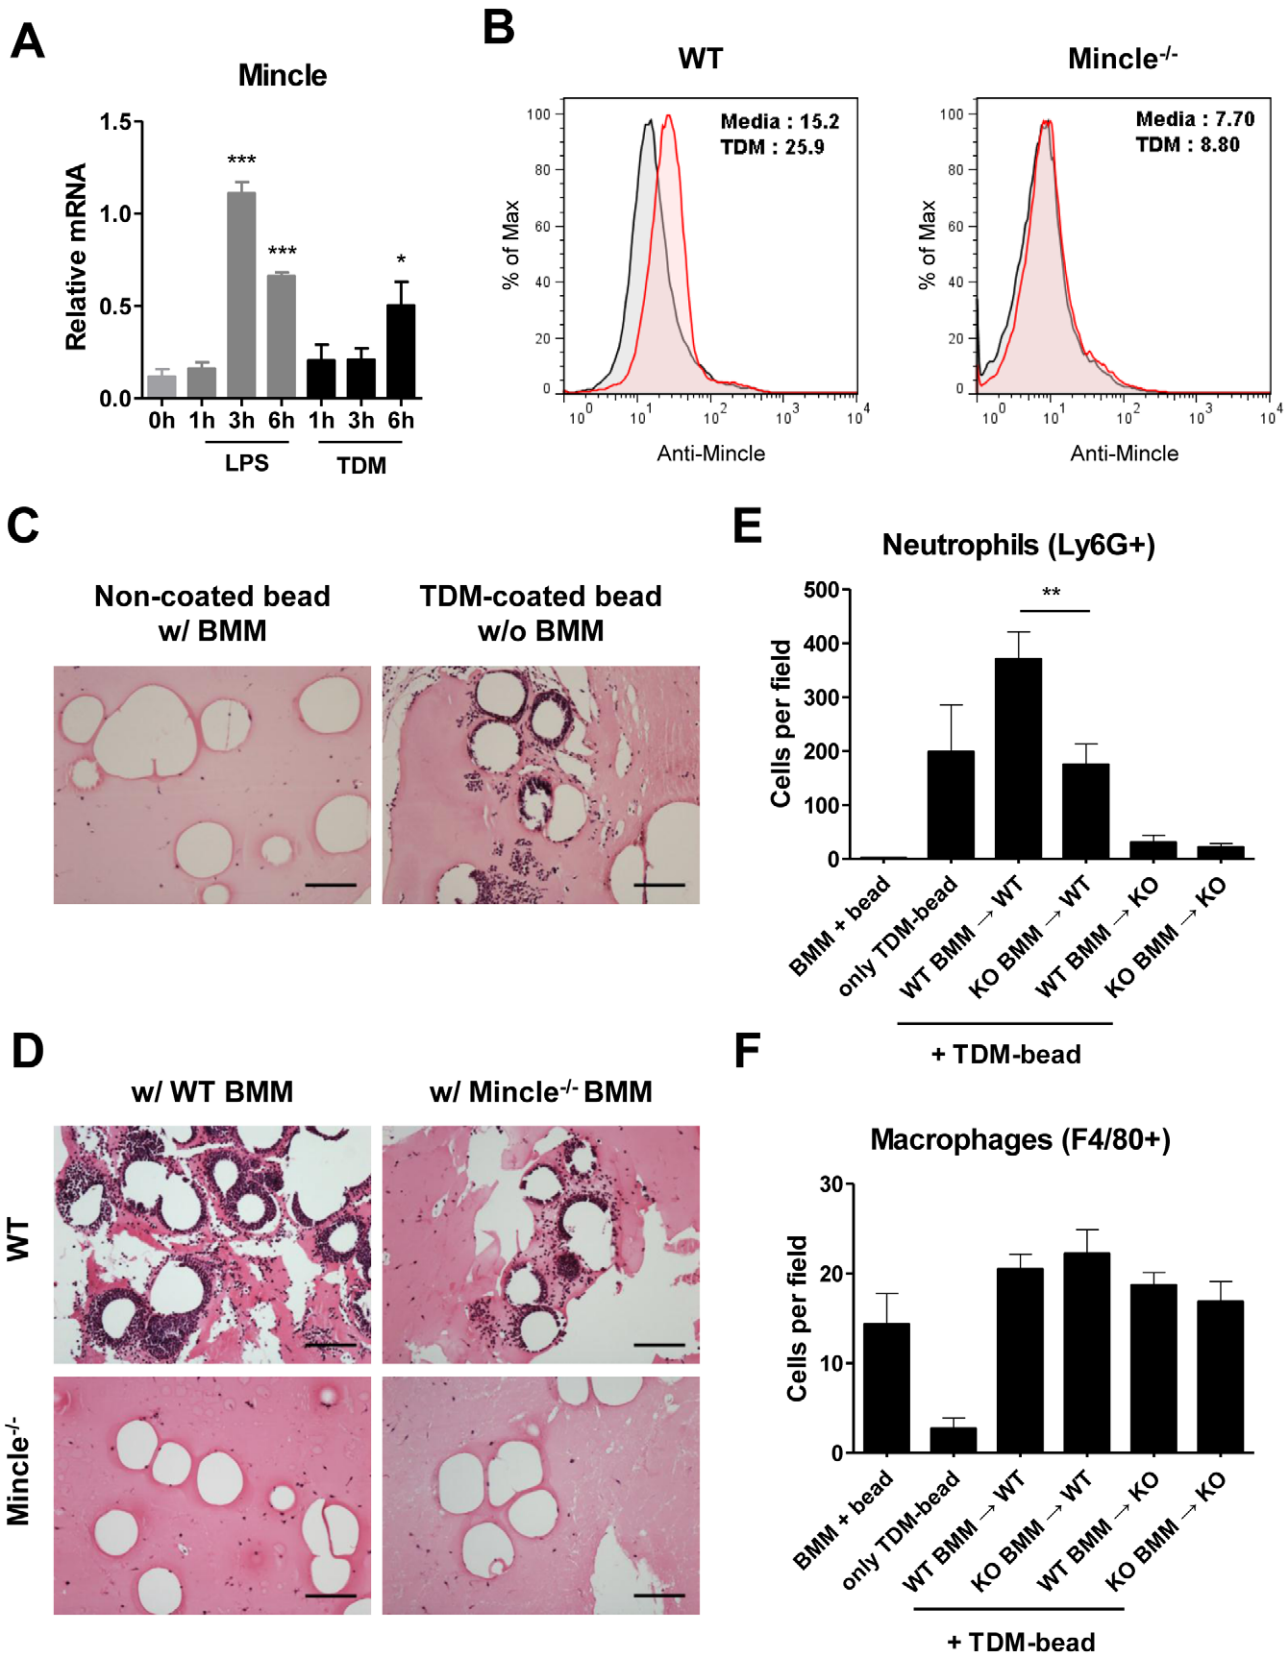 A
Mincle
Relative mRNA
1.5
1.0
0.5
0.0
***
***
*
0h 1h 3h 6h 1h 3h 6h
LPS TDM
B
WT
% of Max
100
80
60
40
20
0
Media : 15.2
TDM : 25.9
10^0 10^1 10^2 10^3 10^4
Anti-Mincle
Mincle-/-
% of Max
100
80
60
40
20
0
Media : 7.70
TDM : 8.80
10^0 10^1 10^2 10^3 10^4
Anti-Mincle
C
Non-coated bead
w/ BMM
TDM-coated bead
w/o BMM
D
w/ WT BMM
w/ Mincle-/- BMM
WT
Mincle-/-
E
Neutrophils (Ly6G+)
Cells per field
500
400
300
200
100
0
**
BMM + bead
only TDM-bead
WT BMM → WT
KO BMM → WT
WT BMM → KO
KO BMM → KO
+ TDM-bead
F
Macrophages (F4/80+)
Cells per field
30
20
10
0
BMM + bead
only TDM-bead
WT BMM → WT
KO BMM → WT
WT BMM → KO
KO BMM → KO
+ TDM-bead